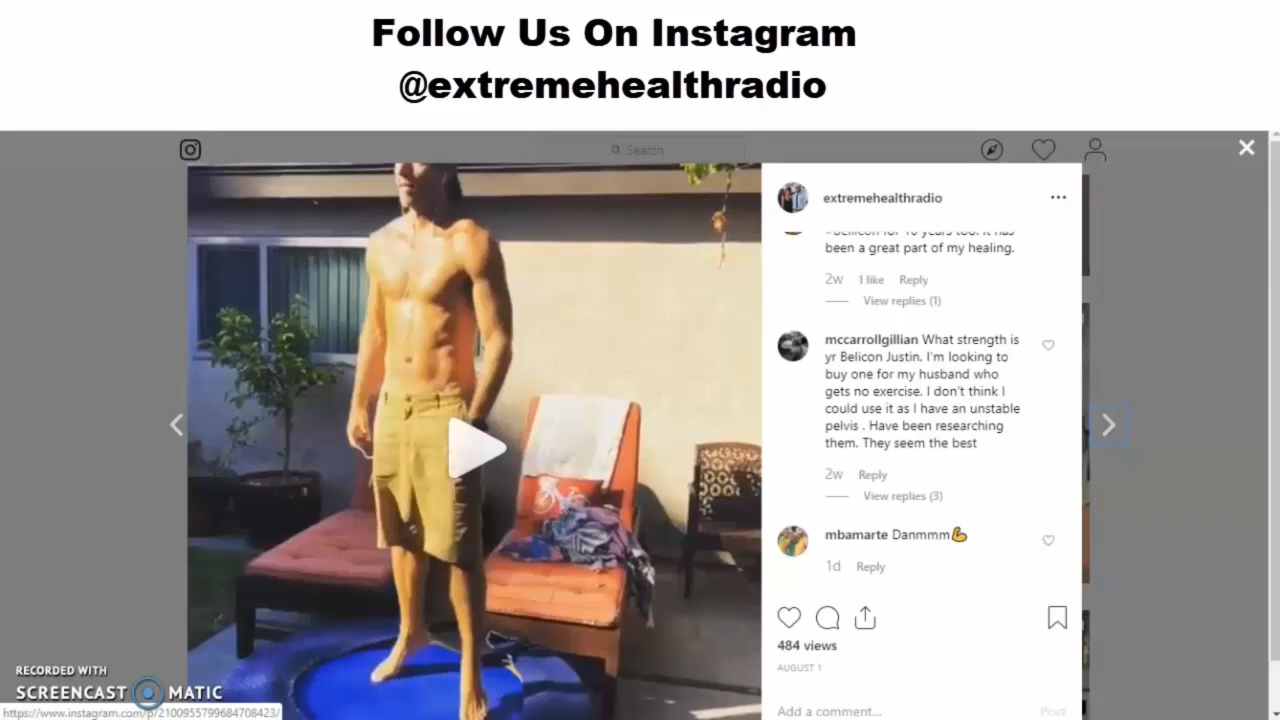 Follow Us On Instagram
@extremehealthradio
Search
extremehealthradio
been a great part of my healing.
2w 1 like Reply
View replies (1)
mccarrollgillian What strength is
yr Belicon Justin. I'm looking to
buy one for my husband who
gets no exercise. I don't think I
could use it as I have an unstable
pelvis . Have been researching
them. They seem the best
2w Reply
View replies (3)
mbamarte Danmmm💪
1d Reply
484 views
AUGUST 1
Add a comment... Post
RECORDED WITH
SCREENCAST MATIC
https://www.instagram.com/p/2100955799684708423/